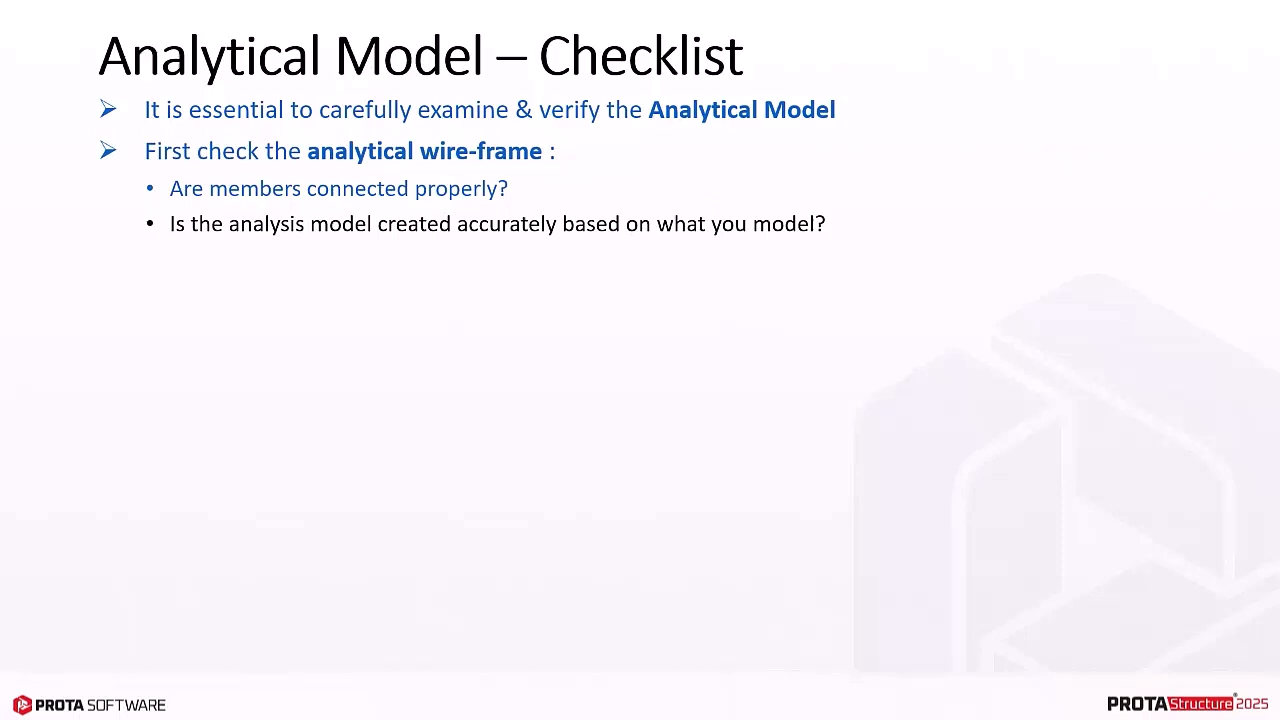 Analytical Model – Checklist
➢ It is essential to carefully examine & verify the Analytical Model
➢ First check the analytical wire-frame :
• Are members connected properly?
• Is the analysis model created accurately based on what you model?
PROTA SOFTWARE
PROTAStructure® 2025